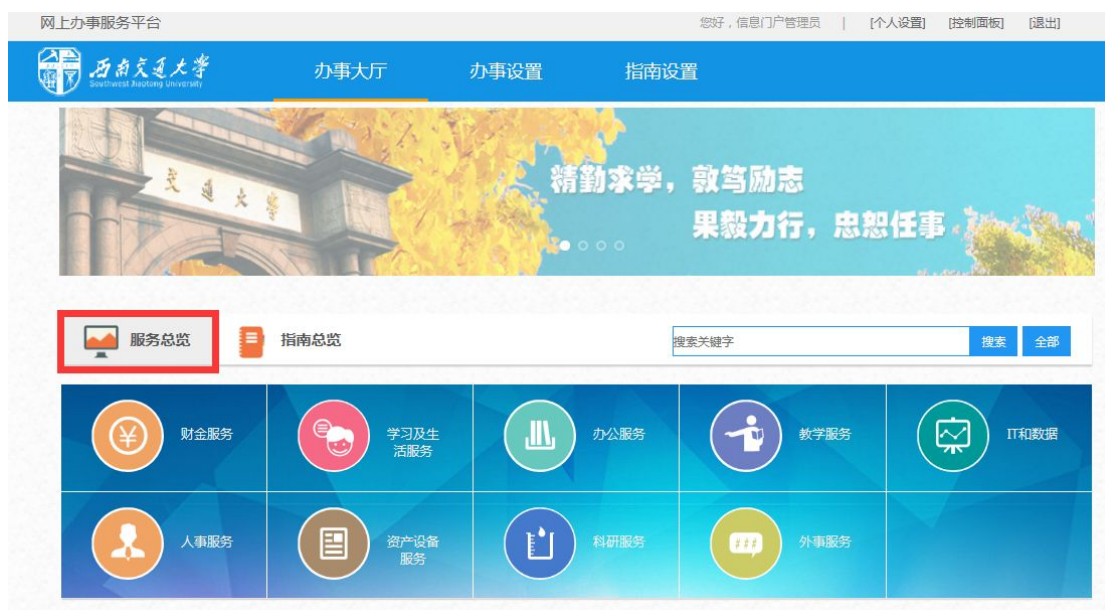 网上办事服务平台
您好，信息门户管理员 | [个人设置] [控制面板] [退出]
西南交通大学
Southwest Jiaotong University
办事大厅 办事设置 指南设置
交通大学
精勤求学，敦笃励志
果毅力行，忠恕任事
服务总览 指南总览 搜索关键字 搜索 全部
财金服务 学习及生 办公服务 教学服务 IT和数据
活服务
人事服务 资产设备 科研服务 外事服务
服务